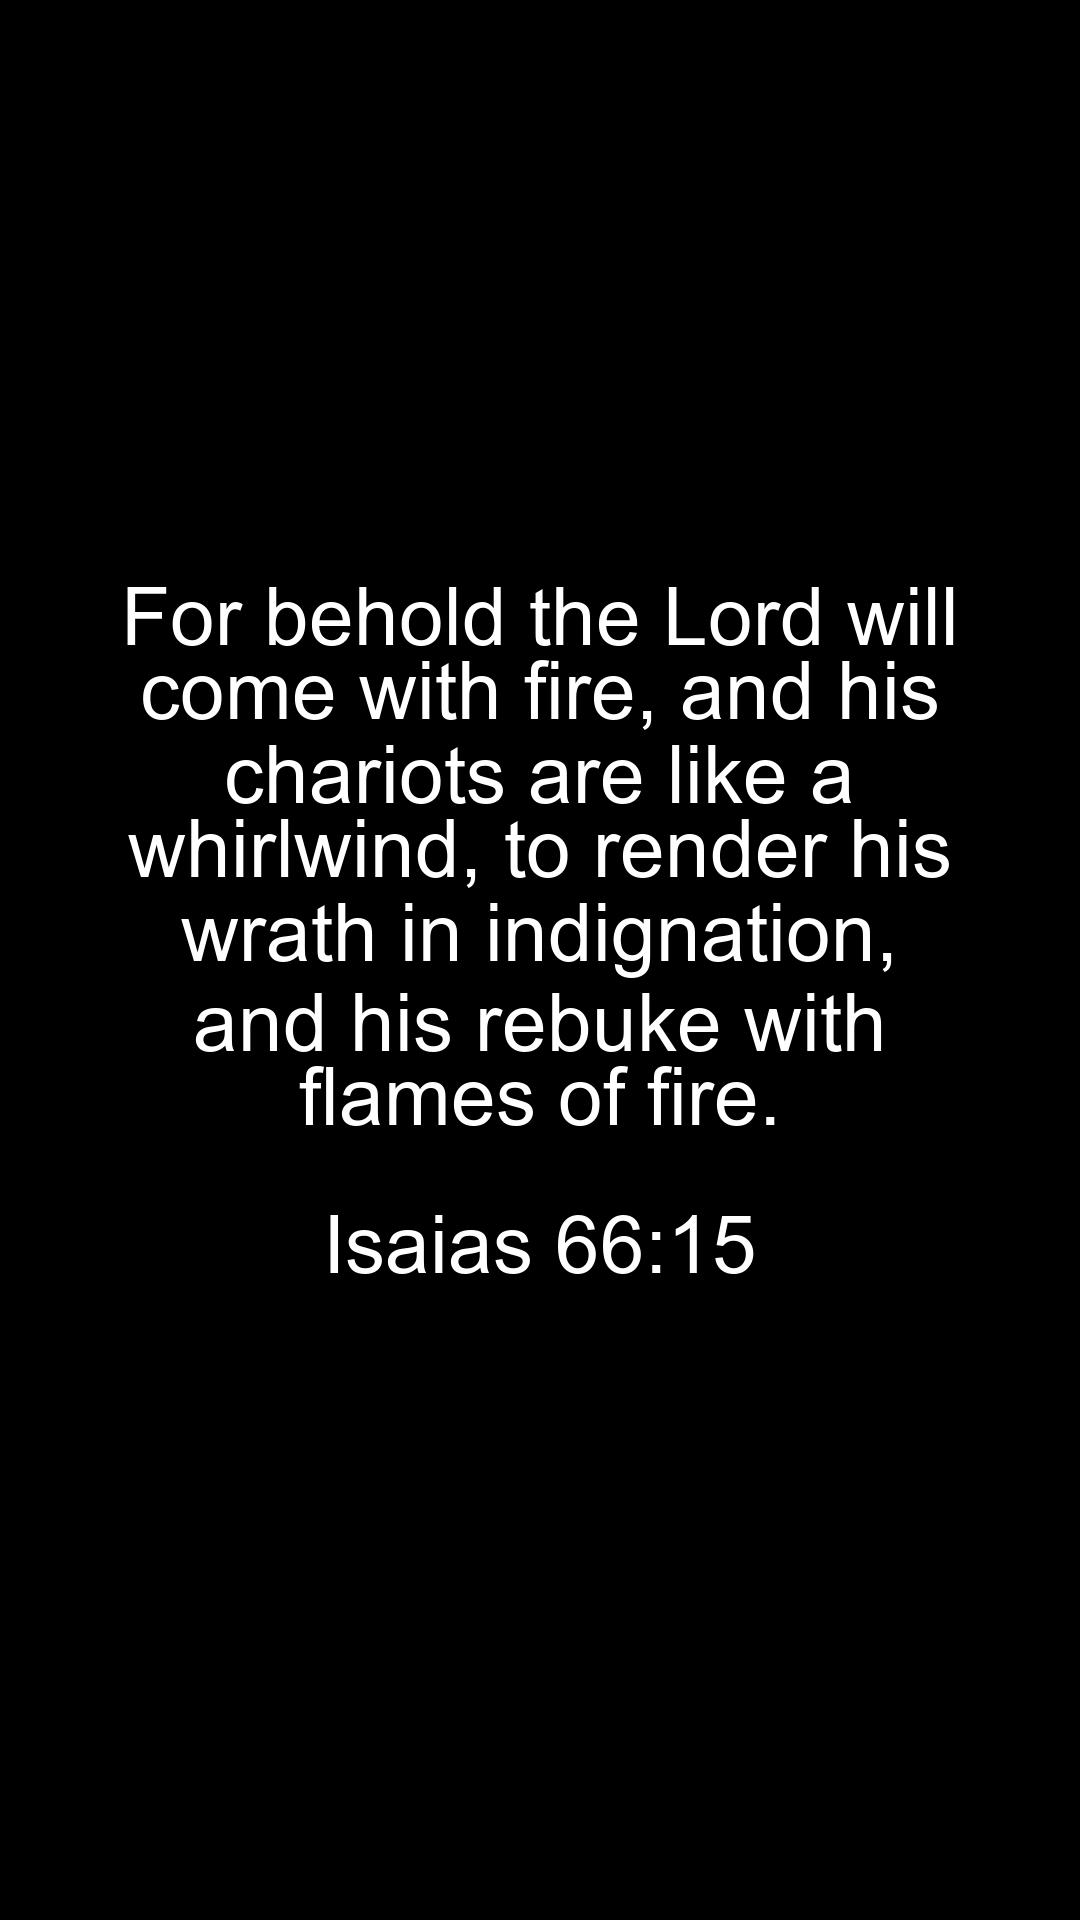 For behold the Lord will
come with fire, and his
chariots are like a
whirlwind, to render his
wrath in indignation,
and his rebuke with
flames of fire.
Isaias 66:15